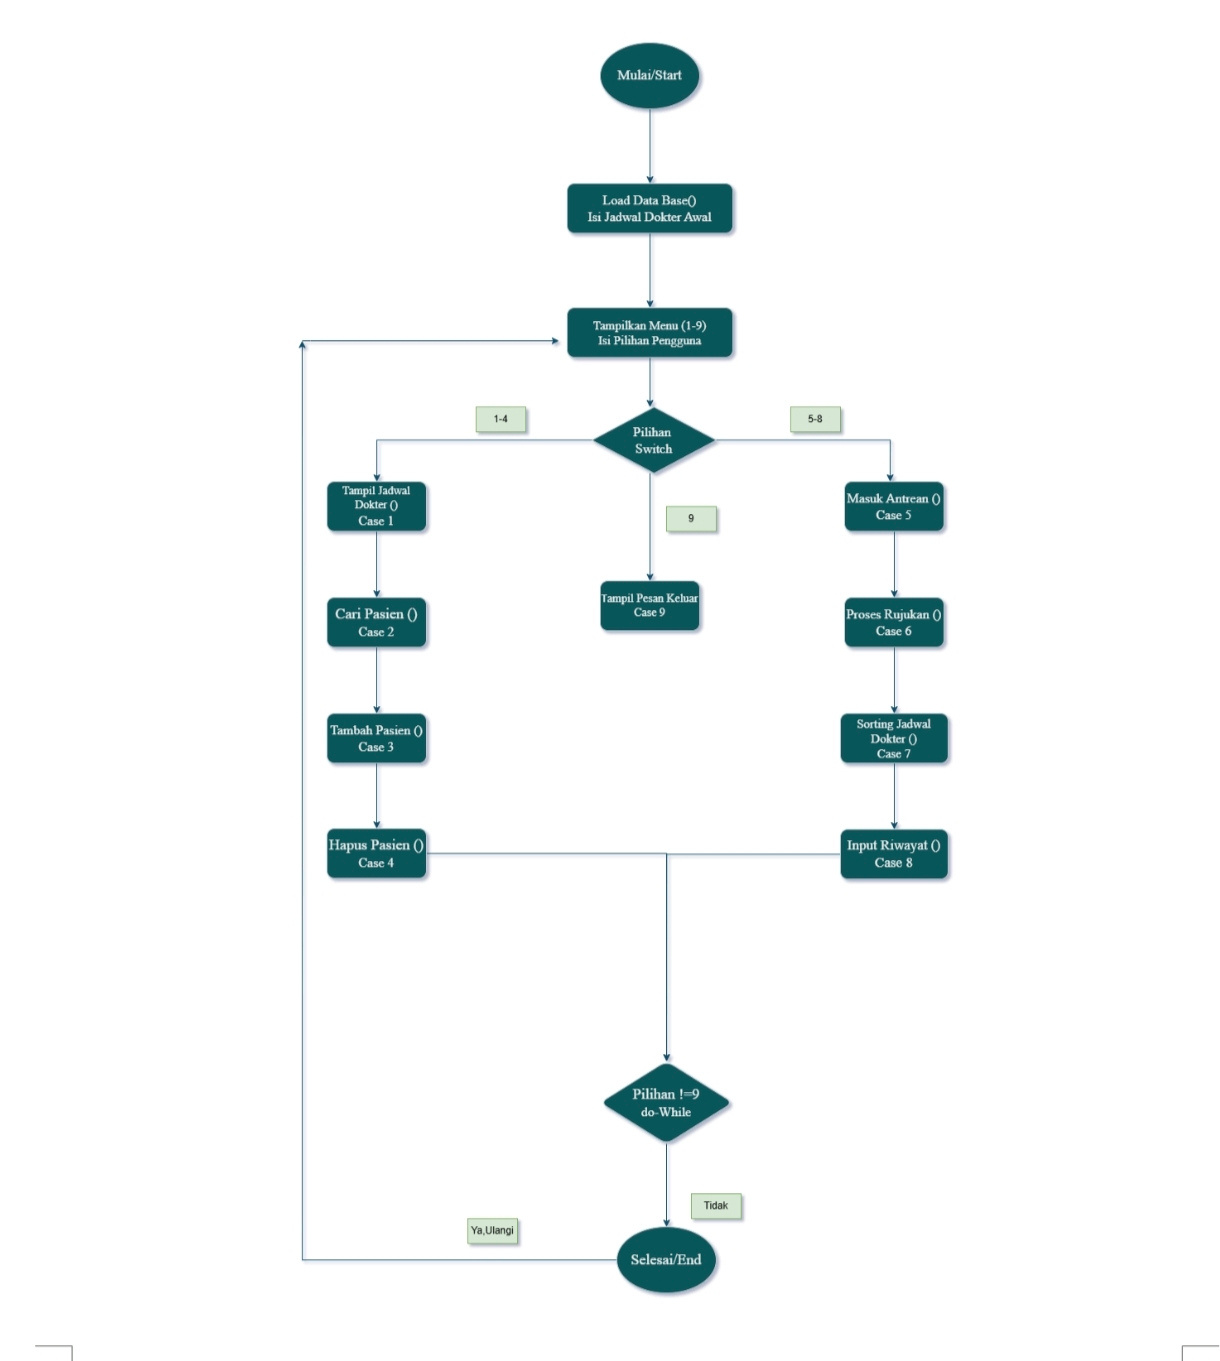 Mulai/Start
Load Data Base()
Isi Jadwal Dokter Awal
Tampilkan Menu (1-9)
Isi Pilihan Pengguna
1-4
5-8
Pilihan
Switch
Tampil Jadwal
Dokter ()
Case 1
9
Masuk Antrean ()
Case 5
Cari Pasien ()
Case 2
Tampil Pesan Keluar
Case 9
Proses Rujukan ()
Case 6
Tambah Pasien ()
Case 3
Sorting Jadwal
Dokter ()
Case 7
Hapus Pasien ()
Case 4
Input Riwayat ()
Case 8
Pilihan !=9
do-While
Tidak
Ya,Ulangi
Selesai/End